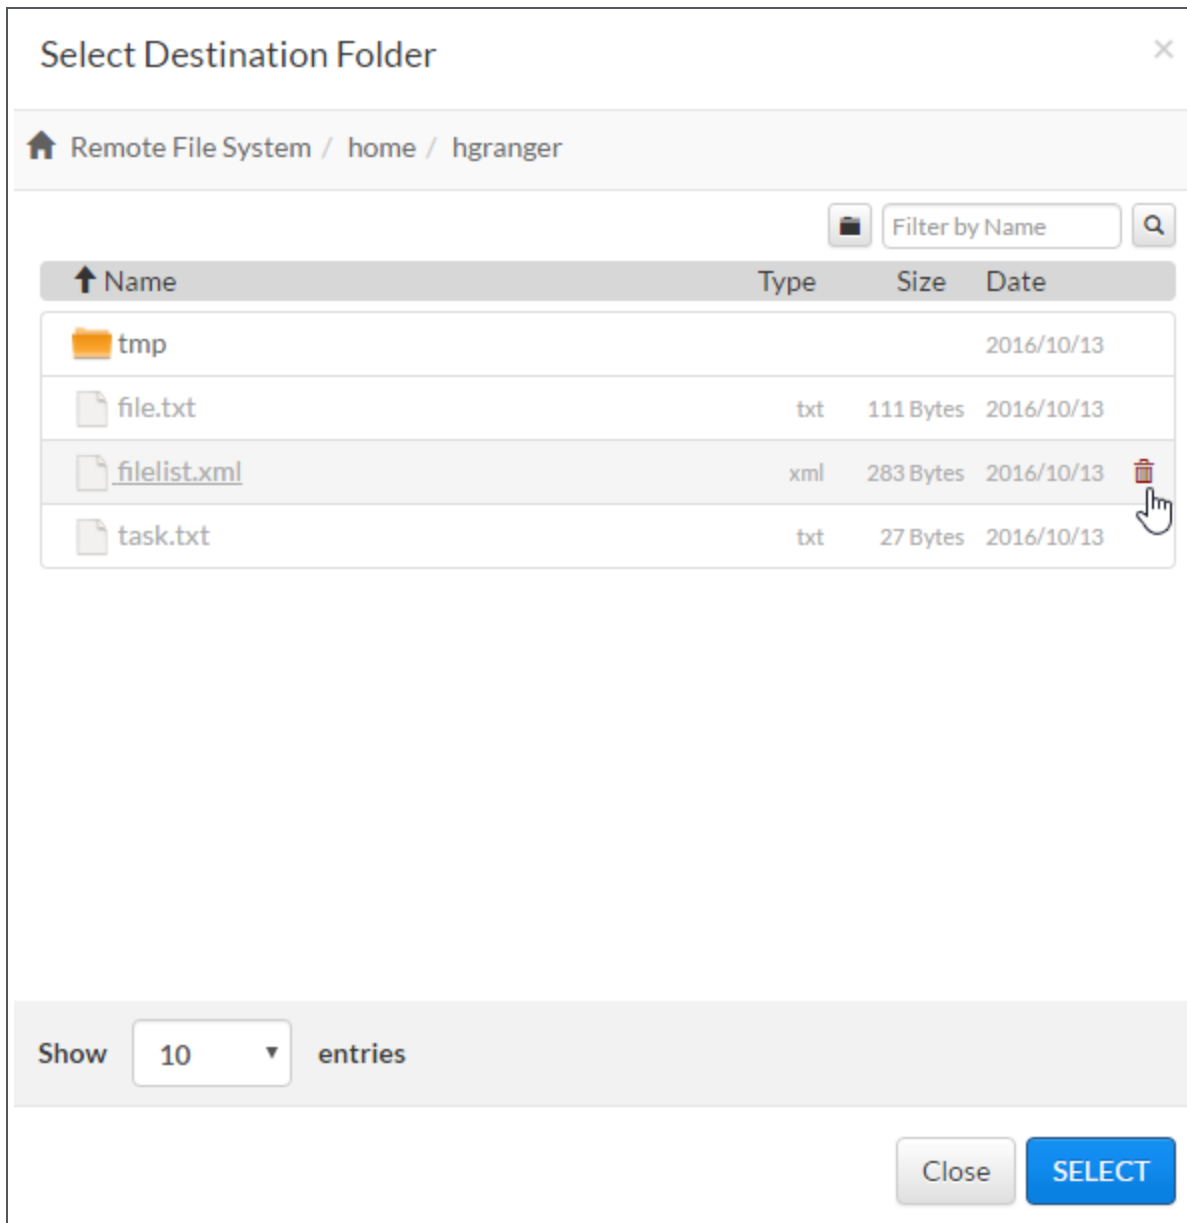 Select Destination Folder ×
Remote File System / home / hgranger
Filter by Name
Name Type Size Date
tmp 2016/10/13
file.txt txt 111 Bytes 2016/10/13
filelist.xml xml 283 Bytes 2016/10/13
task.txt txt 27 Bytes 2016/10/13
Show 10 entries
Close SELECT